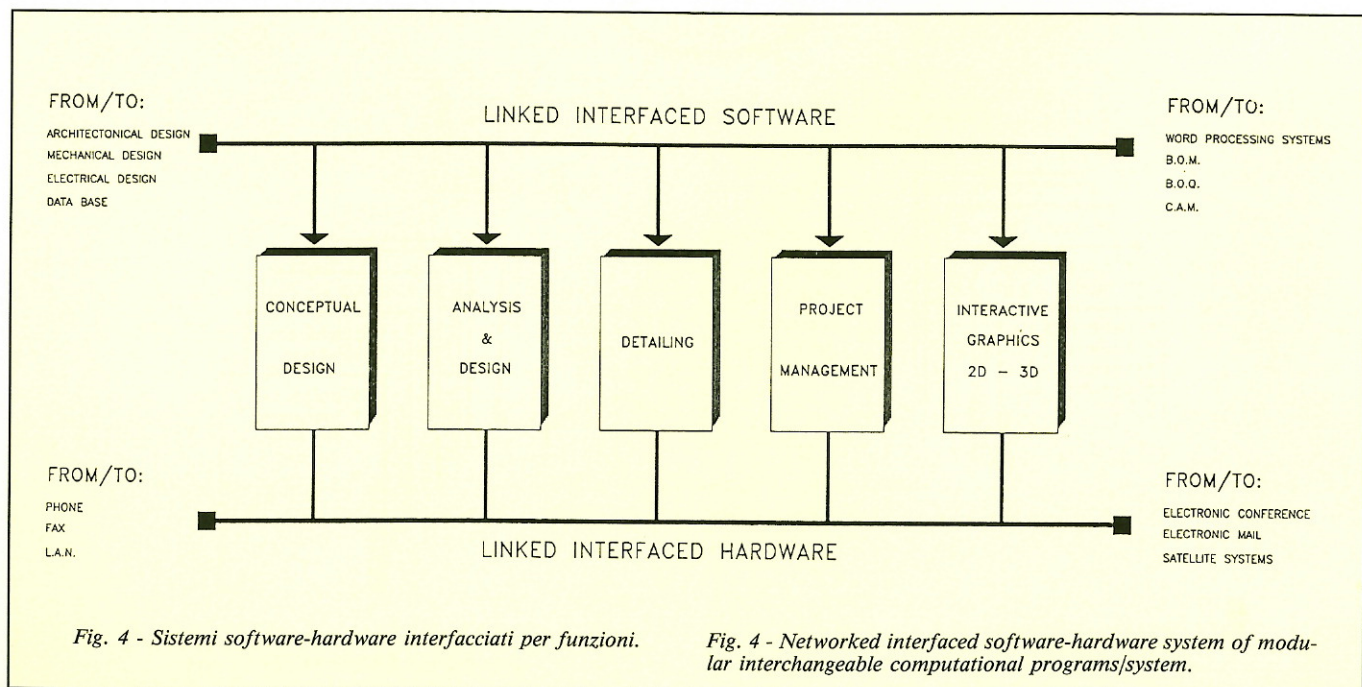 FROM/TO:
ARCHITECTONICAL DESIGN
MECHANICAL DESIGN
ELECTRICAL DESIGN
DATA BASE
LINKED INTERFACED SOFTWARE
FROM/TO:
WORD PROCESSING SYSTEMS
B.O.M.
B.O.Q.
C.A.M.
CONCEPTUAL
DESIGN
ANALYSIS
&
DESIGN
DETAILING
PROJECT
MANAGEMENT
INTERACTIVE
GRAPHICS
2D - 3D
FROM/TO:
PHONE
FAX
L.A.N.
LINKED INTERFACED HARDWARE
FROM/TO:
ELECTRONIC CONFERENCE
ELECTRONIC MAIL
SATELLITE SYSTEMS
Fig. 4 - Sistemi software-hardware interfacciati per funzioni.
Fig. 4 - Networked interfaced software-hardware system of modu-
lar interchangeable computational programs/system.